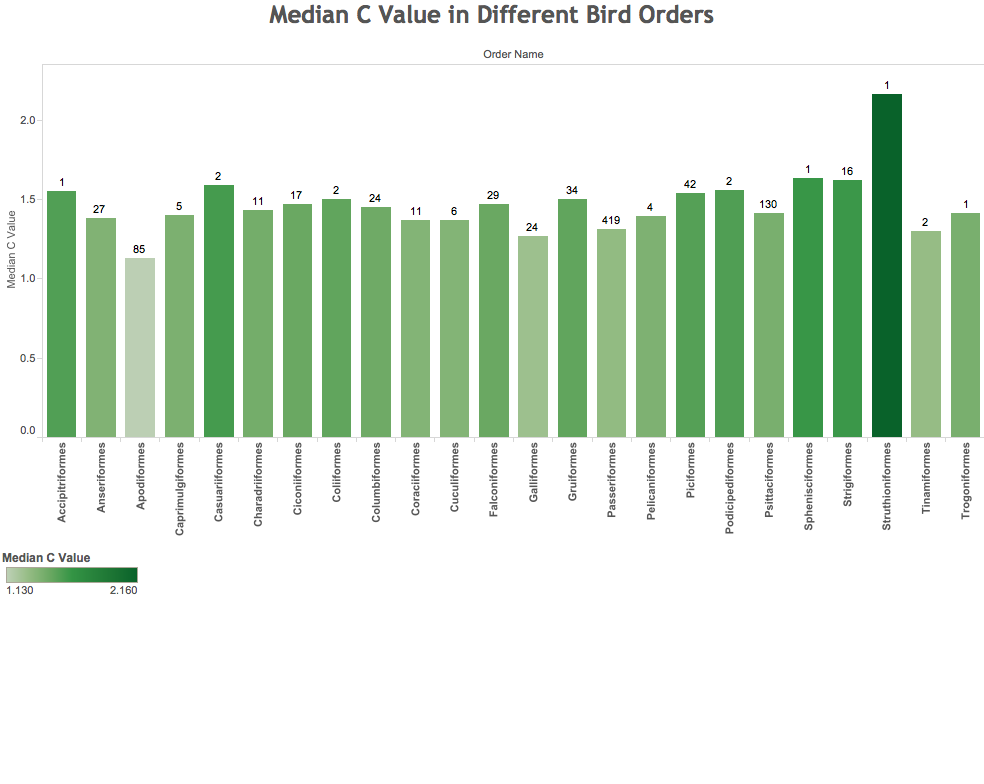 Median C Value in Different Bird Orders
Order Name
Median C Value
2.0
1.5
1.0
0.5
0.0
1
27
85
5
2
11
17
2
24
11
6
29
24
34
419
4
42
2
130
1
16
1
2
1
Accipitriformes
Anseriformes
Apodiformes
Caprimulgiformes
Casuariiformes
Charadriiformes
Ciconiiformes
Coliiformes
Columbiformes
Coraciiformes
Cuculiformes
Falconiformes
Galliformes
Gruiformes
Passeriformes
Pelicaniformes
Piciformes
Podicipediformes
Psittaciformes
Sphenisciformes
Strigiformes
Struthioniformes
Tinamiformes
Trogoniformes
Median C Value
1.130 2.160